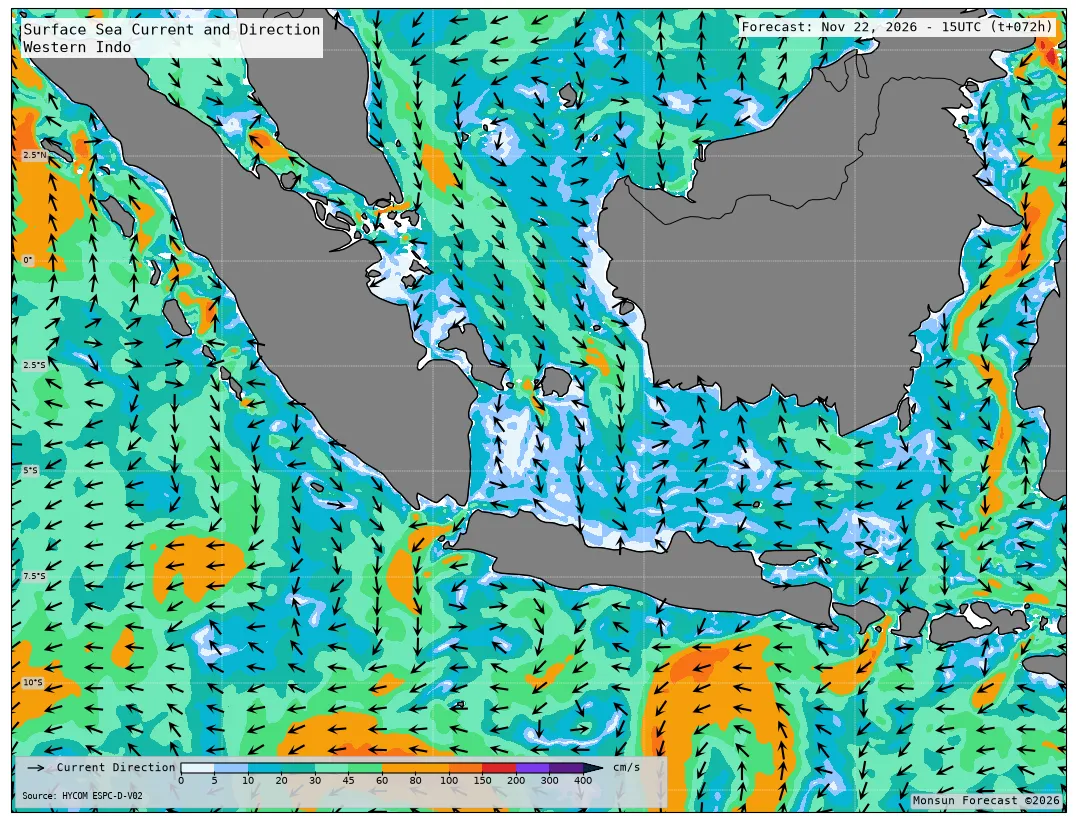 Surface Sea Current and Direction
Western Indo
Forecast: Nov 22, 2026 - 15UTC (t+072h)
2.5°N
0°
2.5°S
5°S
7.5°S
10°S
Current Direction
0 5 10 20 30 45 60 80 100 150 200 300 400 cm/s
Source: HYCOM ESPC-D-V02
Monsun Forecast ©2026